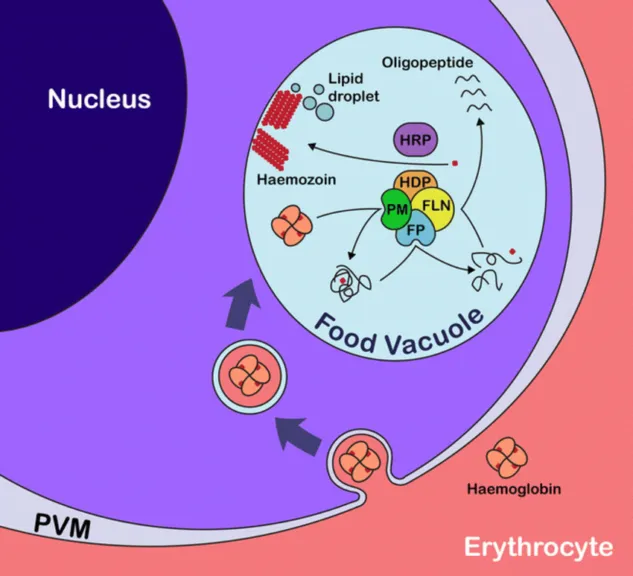 Nucleus
Oligopeptide
Lipid
droplet
HRP
Haemozoin
HDP
PM
FLN
FP
Food Vacuole
Haemoglobin
PVM
Erythrocyte